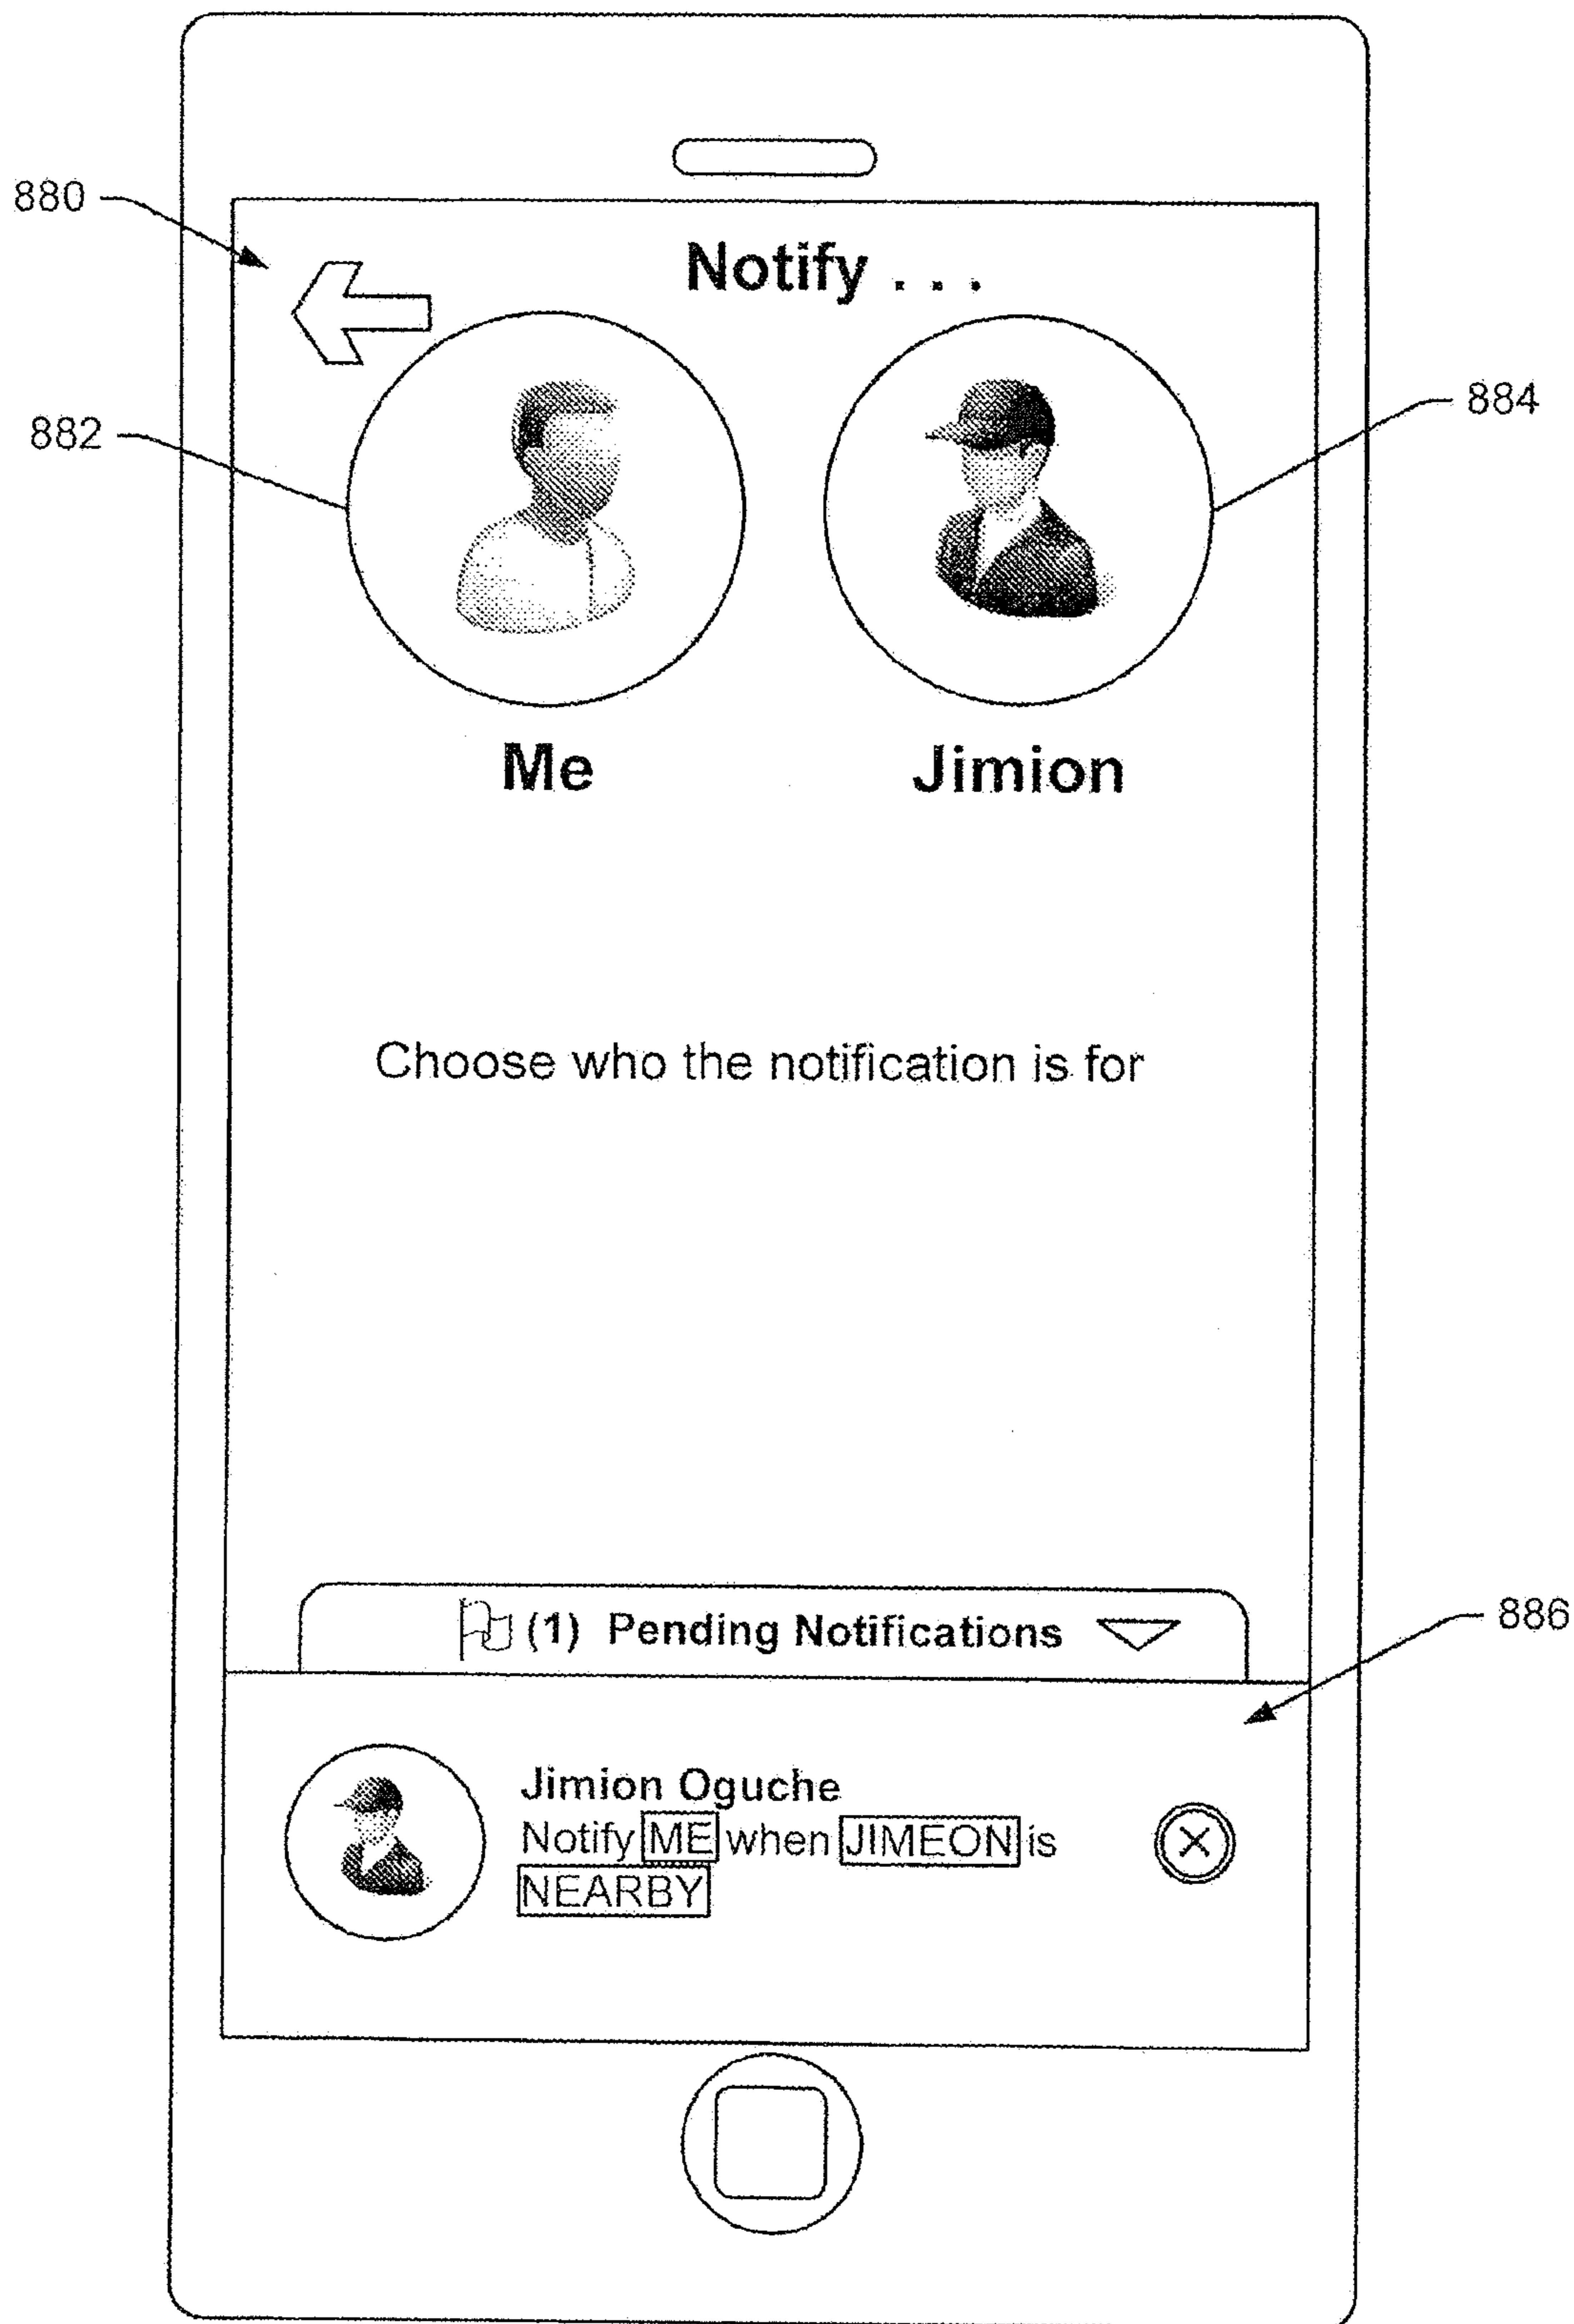 880
Notify . . .
882
884
Me
Jimion
Choose who the notification is for
(1) Pending Notifications
886
Jimion Oguche
Notify ME when JIMEON is
NEARBY